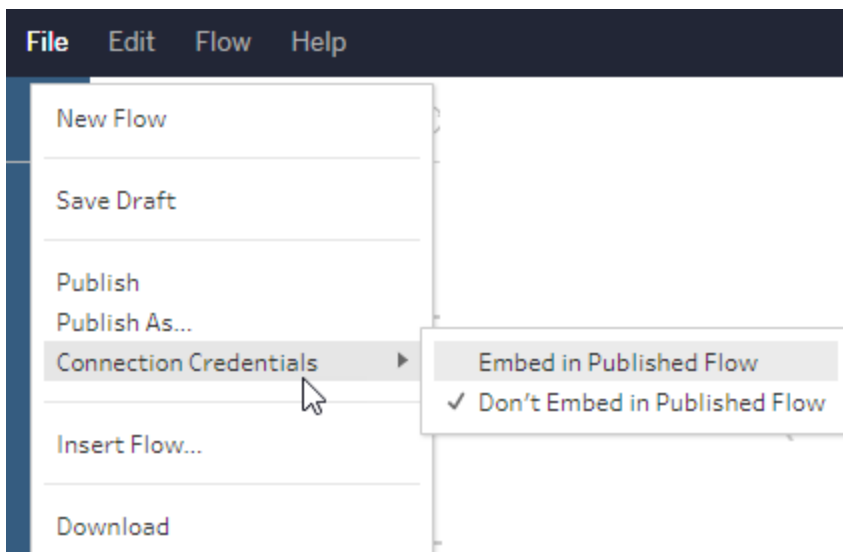 File Edit Flow Help
New Flow
Save Draft
Publish
Publish As...
Connection Credentials
Embed in Published Flow
Don't Embed in Published Flow
Insert Flow...
Download